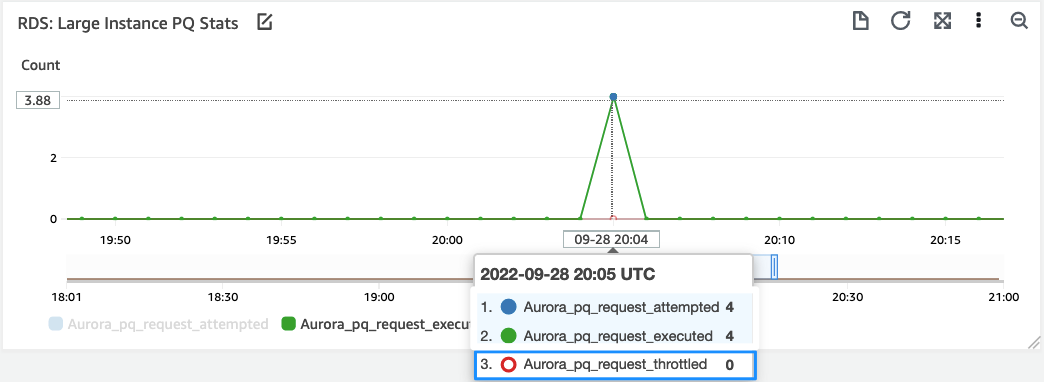 RDS: Large Instance PQ Stats
Count
3.88
2
0
19:50 19:55 20:00 09-28 20:04 20:10 20:15
2022-09-28 20:05 UTC
1. Aurora_pq_request_attempted 4
2. Aurora_pq_request_executed 4
3. Aurora_pq_request_throttled 0
18:01 18:30 19:00 20:30 21:00
Aurora_pq_request_attempted Aurora_pq_request_execu